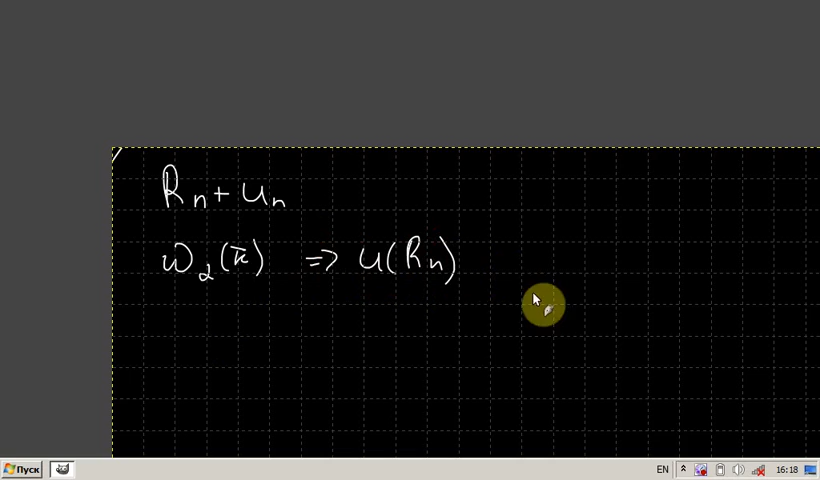 Rn + un
ω2(k̄) => u(Rn)
Пуск
EN
16:18